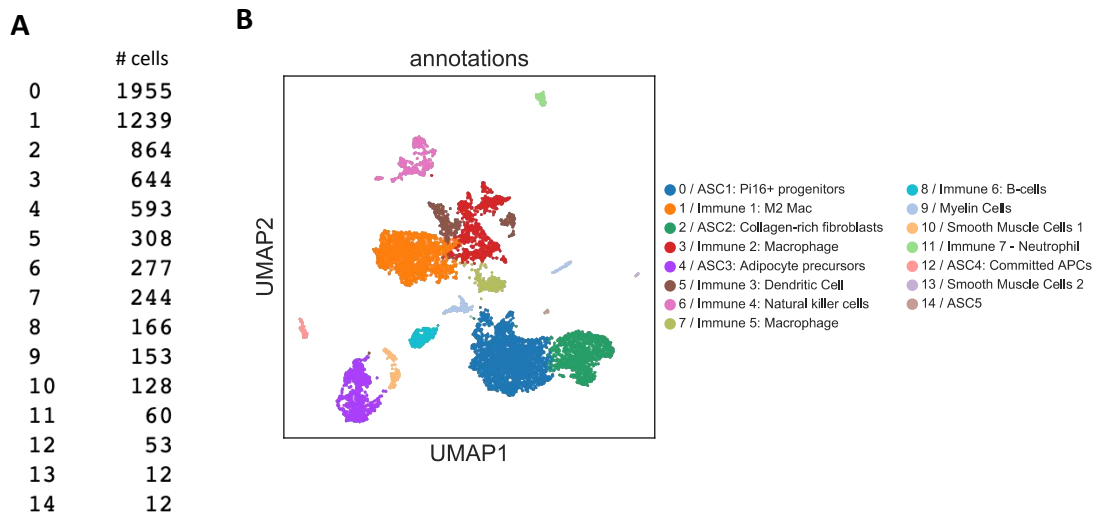 A
# cells
0 1955
1 1239
2 864
3 644
4 593
5 308
6 277
7 244
8 166
9 153
10 128
11 60
12 53
13 12
14 12
B
annotations
UMAP2
UMAP1
0 / ASC1: Pi16+ progenitors
1 / Immune 1: M2 Mac
2 / ASC2: Collagen-rich fibroblasts
3 / Immune 2: Macrophage
4 / ASC3: Adipocyte precursors
5 / Immune 3: Dendritic Cell
6 / Immune 4: Natural killer cells
7 / Immune 5: Macrophage
8 / Immune 6: B-cells
9 / Myelin Cells
10 / Smooth Muscle Cells 1
11 / Immune 7 - Neutrophil
12 / ASC4: Committed APCs
13 / Smooth Muscle Cells 2
14 / ASC5